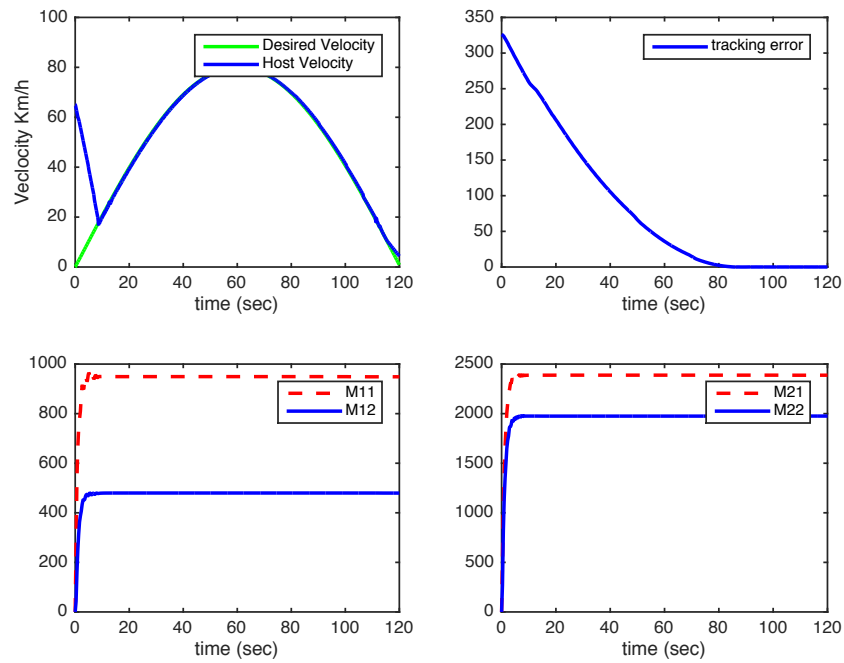 100
80
60
40
20
0
Veclocity Km/h
Desired Velocity
Host Velocity
0 20 40 60 80 100 120
time (sec)
350
300
250
200
150
100
50
0
tracking error
0 20 40 60 80 100 120
time (sec)
1000
800
600
400
200
0
M11
M12
0 20 40 60 80 100 120
time (sec)
2500
2000
1500
1000
500
0
M21
M22
0 20 40 60 80 100 120
time (sec)